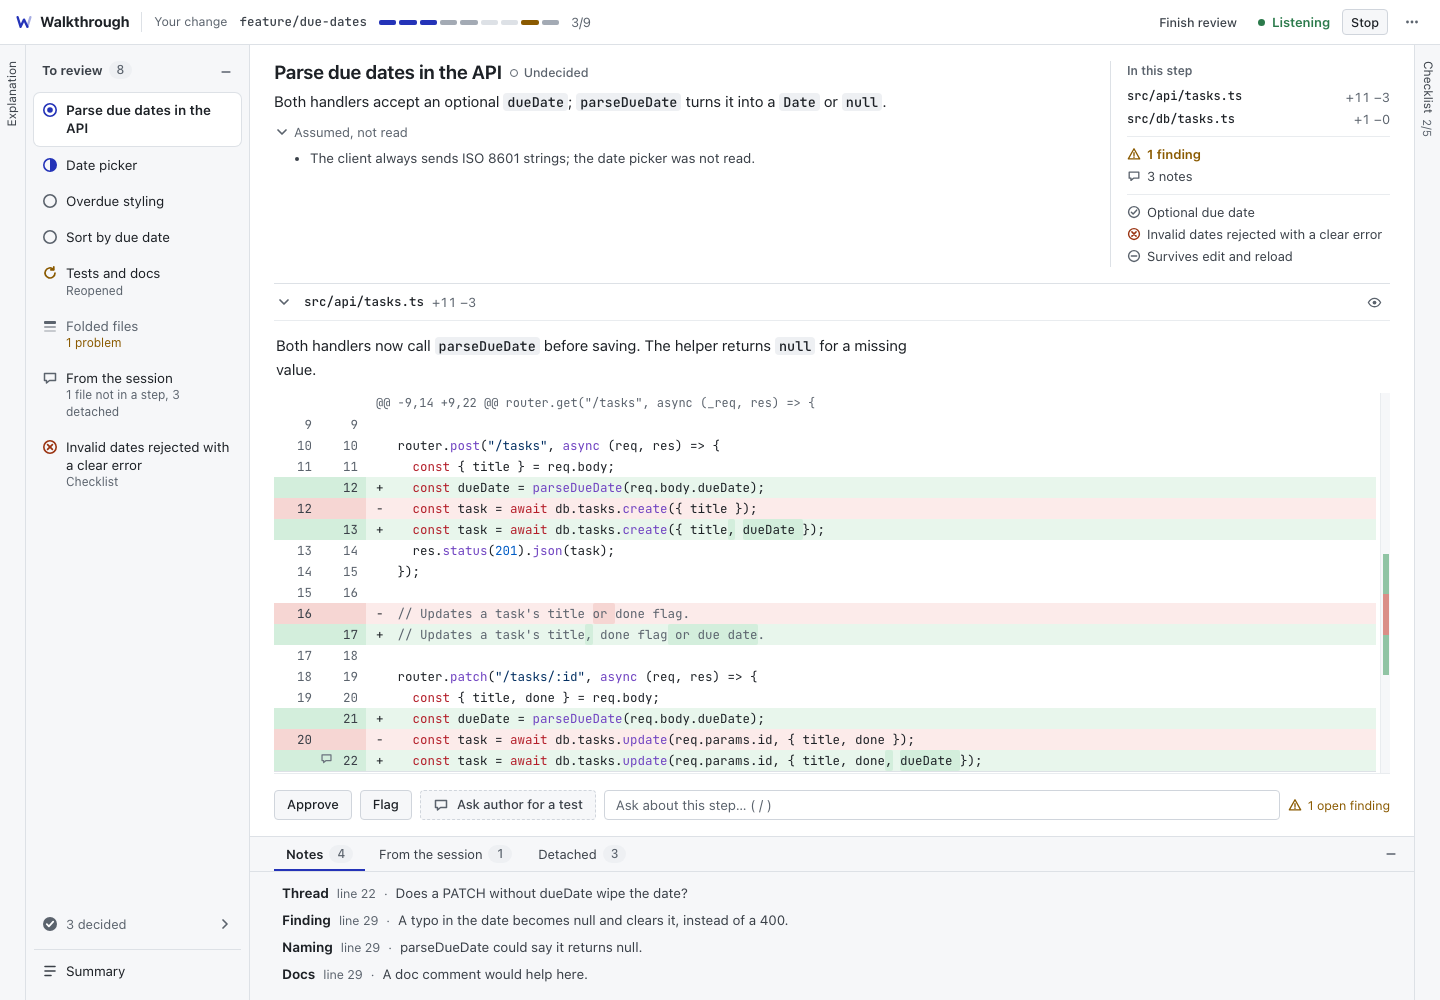 Walkthrough
Your change feature/due-dates 3/9
Finish review
Listening
Stop
Explanation
To review 8
Parse due dates in the
API
Date picker
Overdue styling
Sort by due date
Tests and docs
Reopened
Folded files
1 problem
From the session
1 file not in a step, 3
detached
Invalid dates rejected with
a clear error
Checklist
3 decided
Summary
Parse due dates in the API Undecided
Both handlers accept an optional dueDate; parseDueDate turns it into a Date or null.
Assumed, not read
• The client always sends ISO 8601 strings; the date picker was not read.
In this step
src/api/tasks.ts +11 −3
src/db/tasks.ts +1 −0
1 finding
3 notes
Optional due date
Invalid dates rejected with a clear error
Survives edit and reload
Checklist 2/5
src/api/tasks.ts +11 −3
Both handlers now call parseDueDate before saving. The helper returns null for a missing
value.
@@ -9,14 +9,22 @@ router.get("/tasks", async (_req, res) => {
9 9
10 10 router.post("/tasks", async (req, res) => {
11 11 const { title } = req.body;
12 + const dueDate = parseDueDate(req.body.dueDate);
12 - const task = await db.tasks.create({ title });
13 + const task = await db.tasks.create({ title, dueDate });
13 14 res.status(201).json(task);
14 15 });
15 16
16 - // Updates a task's title or done flag.
17 + // Updates a task's title, done flag or due date.
17 18
18 19 router.patch("/tasks/:id", async (req, res) => {
19 20 const { title, done } = req.body;
21 + const dueDate = parseDueDate(req.body.dueDate);
20 - const task = await db.tasks.update(req.params.id, { title, done });
22 + const task = await db.tasks.update(req.params.id, { title, done, dueDate });
Approve
Flag
Ask author for a test
Ask about this step… ( / )
1 open finding
Notes 4
From the session 1
Detached 3
Thread line 22 · Does a PATCH without dueDate wipe the date?
Finding line 29 · A typo in the date becomes null and clears it, instead of a 400.
Naming line 29 · parseDueDate could say it returns null.
Docs line 29 · A doc comment would help here.